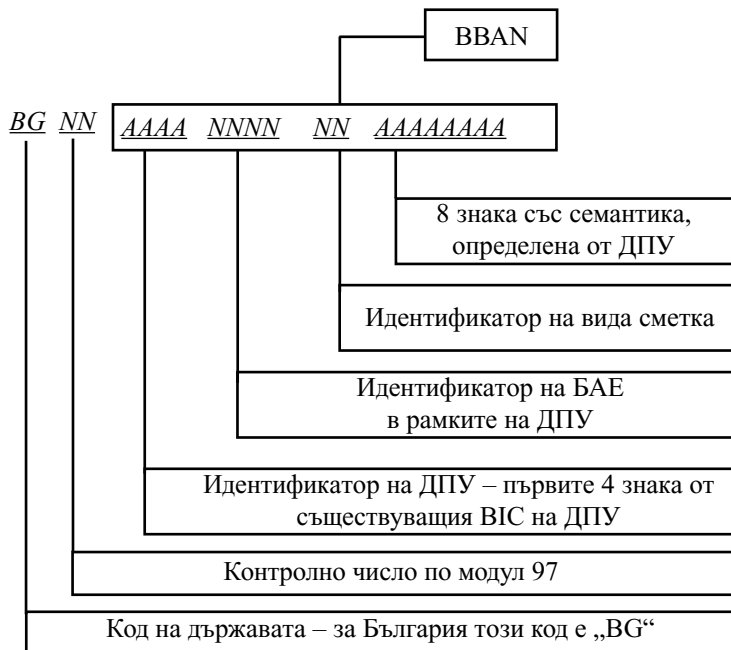 BBAN
BG NN AAAA NNNN NN AAAAAAAA
8 знака със семантика,
определена от ДПУ
Идентификатор на вида сметка
Идентификатор на БАЕ
в рамките на ДПУ
Идентификатор на ДПУ – първите 4 знака от
съществуващия BIC на ДПУ
Контролно число по модул 97
Код на държавата – за България този код е „BG“